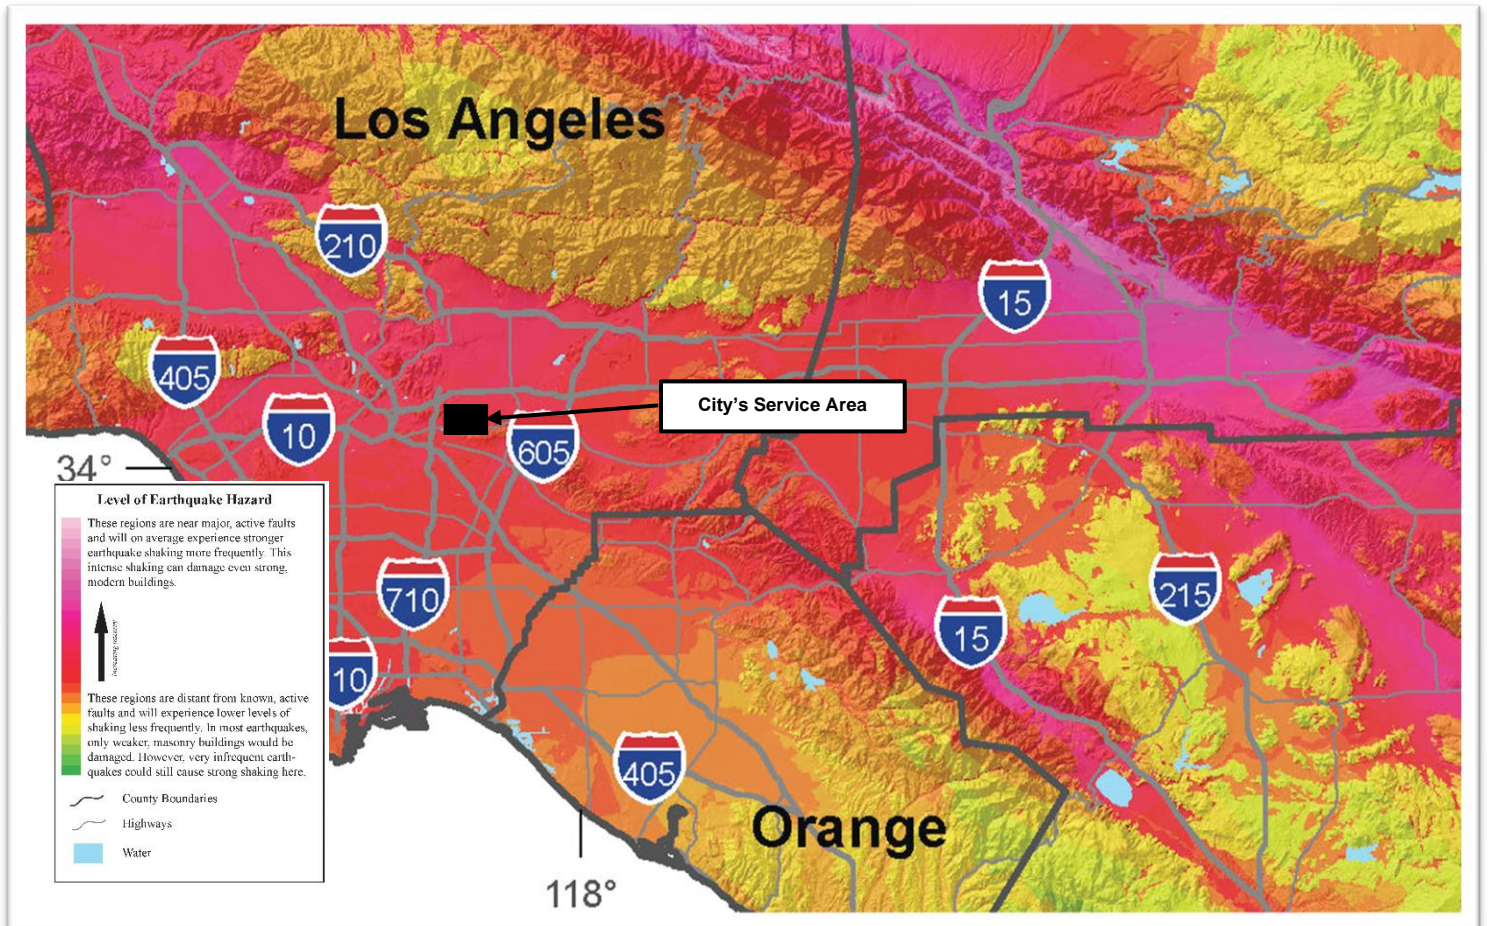 Los Angeles
210
15
405
City's Service Area
10
605
34°
Level of Earthquake Hazard
These regions are near major, active faults
and will on average experience stronger
earthquake shaking more frequently. This
intense shaking can damage even strong,
modern buildings.
Increasing intensity
These regions are distant from known, active
faults and will experience lower levels of
shaking less frequently. In most earthquakes,
only weaker, masonry buildings would be
damaged. However, very infrequent earth-
quakes could still cause strong shaking here.
County Boundaries
Highways
Water
710
215
15
10
405
Orange
118°